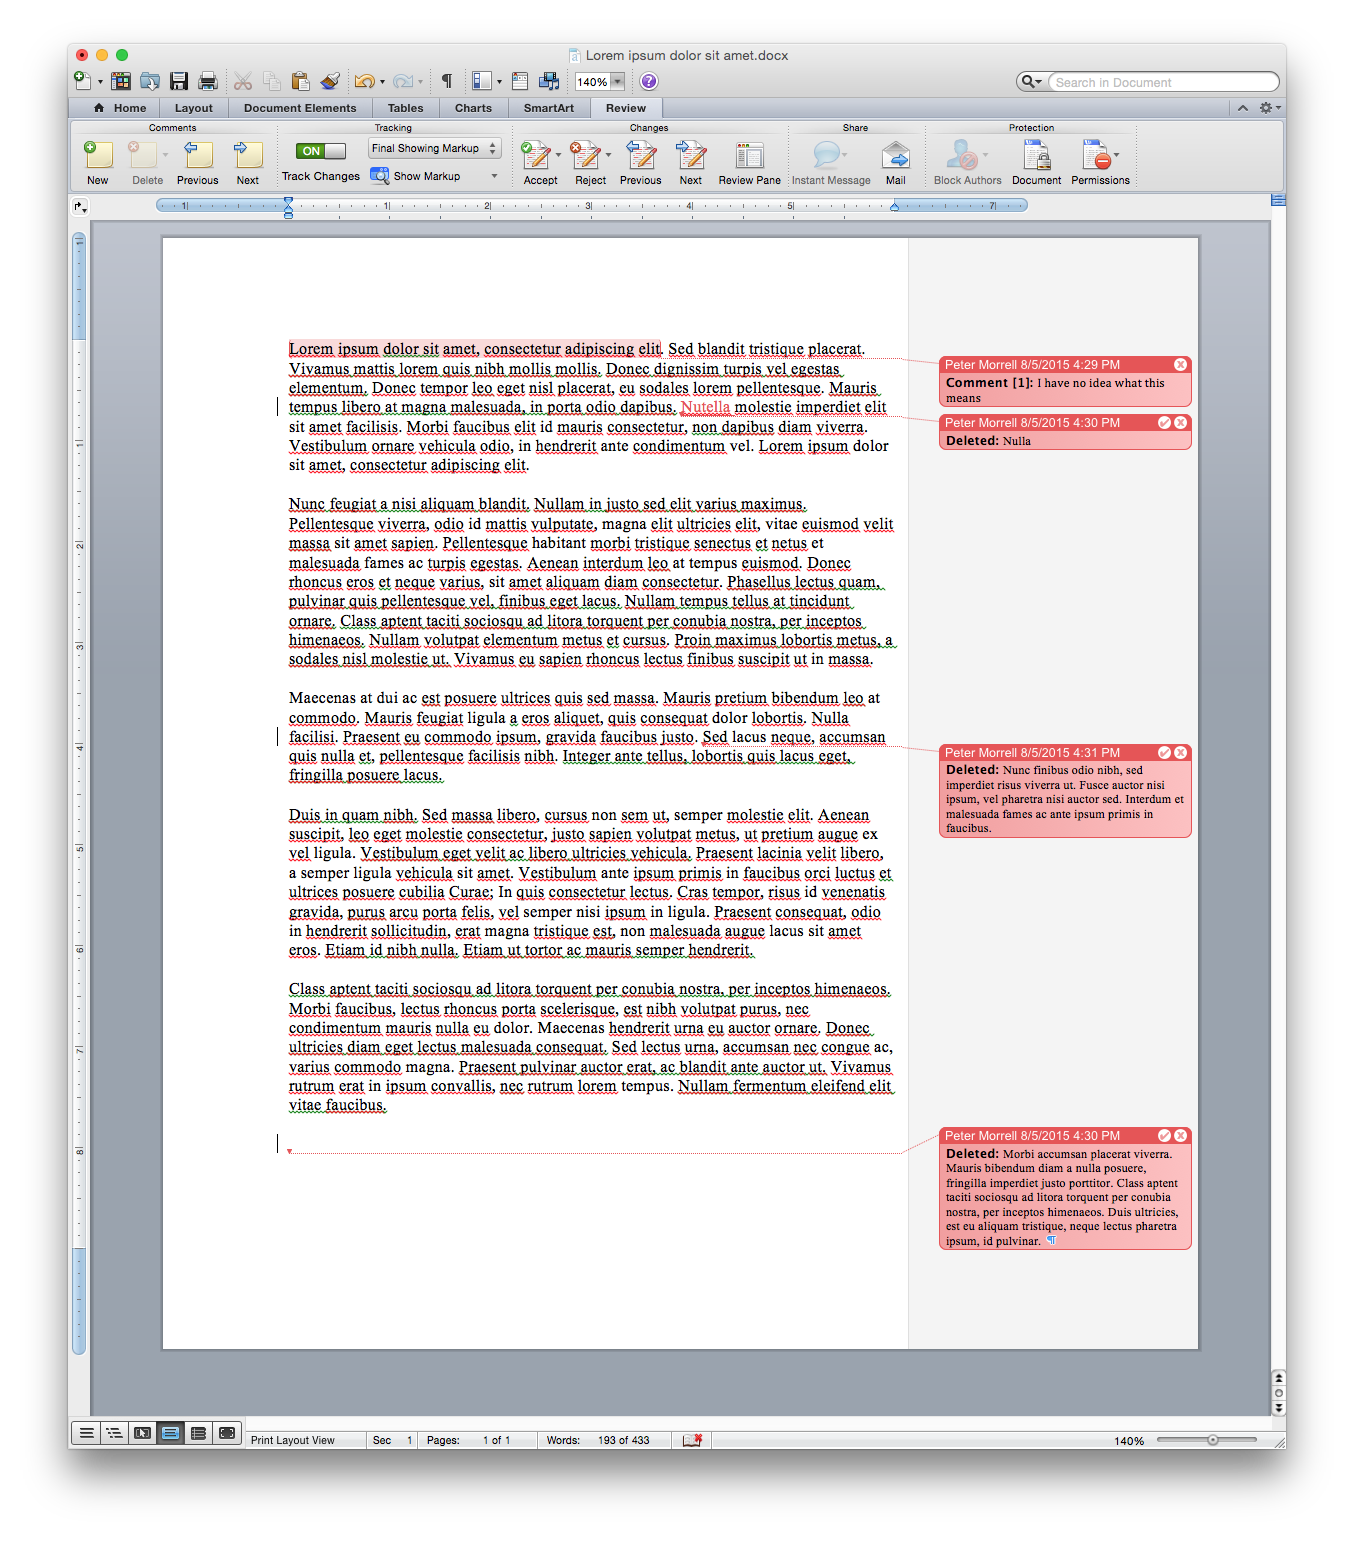 Lorem ipsum dolor sit amet.docx
140%
Search in Document
Home Layout Document Elements Tables Charts SmartArt Review
Comments Tracking Changes Share Protection
ON Final Showing Markup
New Delete Previous Next Track Changes Show Markup Accept Reject Previous Next Review Pane Instant Message Mail Block Authors Document Permissions
1 1 2 3 4 5 7
Lorem ipsum dolor sit amet, consectetur adipiscing elit. Sed blandit tristique placerat.
Vivamus mattis lorem quis nibh mollis mollis. Donec dignissim turpis vel egestas
elementum. Donec tempor leo eget nisl placerat, eu sodales lorem pellentesque. Mauris
tempus libero at magna malesuada, in porta odio dapibus. Nutella molestie imperdiet elit
sit amet facilisis. Morbi faucibus elit id mauris consectetur, non dapibus diam viverra.
Vestibulum ornare vehicula odio, in hendrerit ante condimentum vel. Lorem ipsum dolor
sit amet, consectetur adipiscing elit.
Nunc feugiat a nisi aliquam blandit. Nullam in justo sed elit varius maximus.
Pellentesque viverra, odio id mattis vulputate, magna elit ultricies elit, vitae euismod velit
massa sit amet sapien. Pellentesque habitant morbi tristique senectus et netus et
malesuada fames ac turpis egestas. Aenean interdum leo at tempus euismod. Donec
rhoncus eros et neque varius, sit amet aliquam diam consectetur. Phasellus lectus quam,
pulvinar quis pellentesque vel, finibus eget lacus. Nullam tempus tellus at tincidunt
ornare. Class aptent taciti sociosqu ad litora torquent per conubia nostra, per inceptos
himenaeos. Nullam volutpat elementum metus et cursus. Proin maximus lobortis metus, a
sodales nisl molestie ut. Vivamus eu sapien rhoncus lectus finibus suscipit ut in massa.
Maecenas at dui ac est posuere ultrices quis sed massa. Mauris pretium bibendum leo at
commodo. Mauris feugiat ligula a eros aliquet, quis consequat dolor lobortis. Nulla
facilisi. Praesent eu commodo ipsum, gravida faucibus justo. Sed lacus neque, accumsan
quis nulla et, pellentesque facilisis nibh. Integer ante tellus, lobortis quis lacus eget,
fringilla posuere lacus.
Duis in quam nibh. Sed massa libero, cursus non sem ut, semper molestie elit. Aenean
suscipit, leo eget molestie consectetur, justo sapien volutpat metus, ut pretium augue ex
vel ligula. Vestibulum eget velit ac libero ultricies vehicula. Praesent lacinia velit libero,
a semper ligula vehicula sit amet. Vestibulum ante ipsum primis in faucibus orci luctus et
ultrices posuere cubilia Curae; In quis consectetur lectus. Cras tempor, risus id venenatis
gravida, purus arcu porta felis, vel semper nisi ipsum in ligula. Praesent consequat, odio
in hendrerit sollicitudin, erat magna tristique est, non malesuada augue lacus sit amet
eros. Etiam id nibh nulla. Etiam ut tortor ac mauris semper hendrerit.
Class aptent taciti sociosqu ad litora torquent per conubia nostra, per inceptos himenaeos.
Morbi faucibus, lectus rhoncus porta scelerisque, est nibh volutpat purus, nec
condimentum mauris nulla eu dolor. Maecenas hendrerit urna eu auctor ornare. Donec
ultricies diam eget lectus malesuada consequat. Sed lectus urna, accumsan nec congue ac,
varius commodo magna. Praesent pulvinar auctor erat, ac blandit ante auctor ut. Vivamus
rutrum erat in ipsum convallis, nec rutrum lorem tempus. Nullam fermentum eleifend elit
vitae faucibus.
Peter Morrell 8/5/2015 4:29 PM
Comment [1]: I have no idea what this
means
Peter Morrell 8/5/2015 4:30 PM
Deleted: Nulla
Peter Morrell 8/5/2015 4:31 PM
Deleted: Nunc finibus odio nibh, sed
imperdiet risus viverra ut. Fusce auctor nisi
ipsum, vel pharetra nisi auctor sed. Interdum et
malesuada fames ac ante ipsum primis in
faucibus.
Peter Morrell 8/5/2015 4:30 PM
Deleted: Morbi accumsan placerat viverra.
Mauris bibendum diam a nulla posuere,
fringilla imperdiet justo porttitor. Class aptent
taciti sociosqu ad litora torquent per conubia
nostra, per inceptos himenaeos. Duis ultricies,
est eu aliquam tristique, neque lectus pharetra
ipsum, id pulvinar. ¶
1
1
2
3
4
5
6
7
8
Print Layout View Sec 1 Pages: 1 of 1 Words: 193 of 433 140%